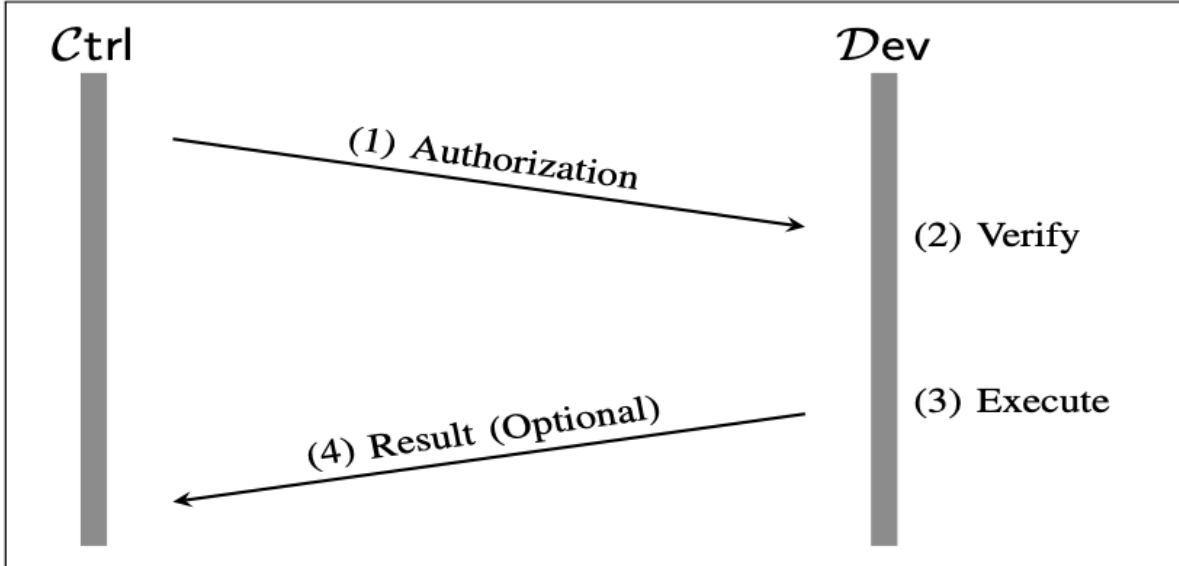 Ctrl
Dev
(1) Authorization
(2) Verify
(3) Execute
(4) Result (Optional)